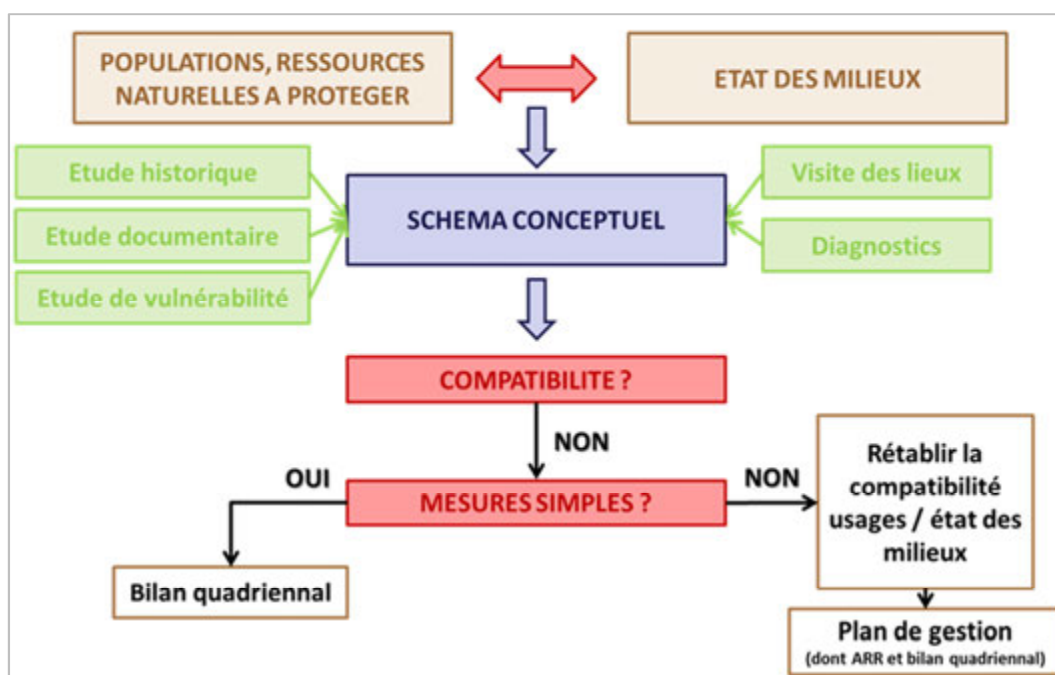 POPULATIONS, RESSOURCES
NATURELLES A PROTEGER
ETAT DES MILIEUX
Etude historique
Visite des lieux
SCHEMA CONCEPTUEL
Etude documentaire
Diagnostics
Etude de vulnérabilité
COMPATIBILITE ?
NON
OUI
MESURES SIMPLES ?
NON
Rétablir la
compatibilité
usages / état des
milieux
Bilan quadriennal
Plan de gestion
(dont ARR et bilan quadriennal)